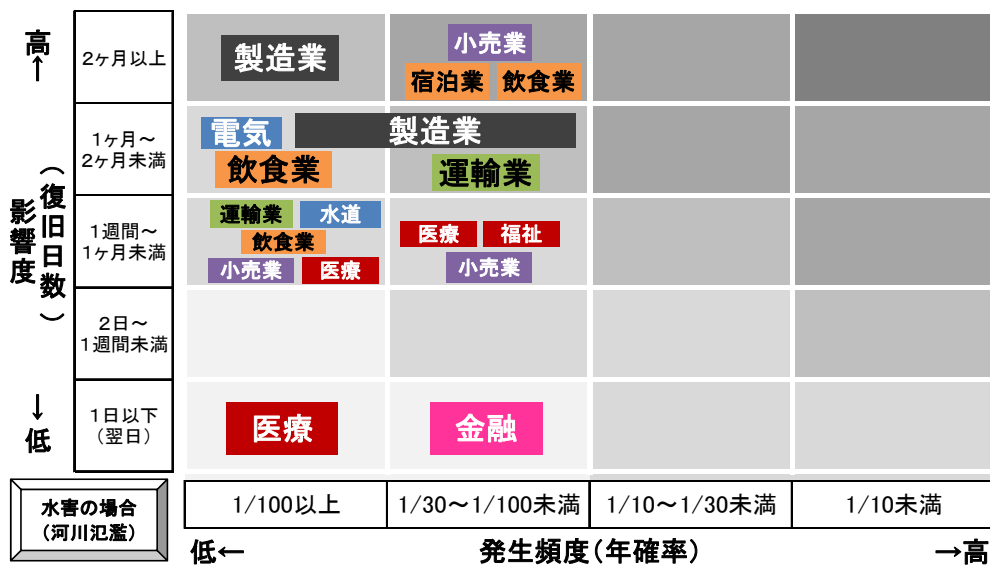 高
↑
2ヶ月以上
製造業
小売業
宿泊業 飲食業
1ヶ月～
2ヶ月未満
電気
製造業
飲食業
運輸業
影響度
（復旧日数）
1週間～
1ヶ月未満
運輸業 水道
飲食業
小売業 医療
医療 福祉
小売業
2日～
1週間未満
↓
低
1日以下
（翌日）
医療
金融
水害の場合
（河川氾濫）
1/100以上
1/30～1/100未満
1/10～1/30未満
1/10未満
低←
発生頻度（年確率）
→高